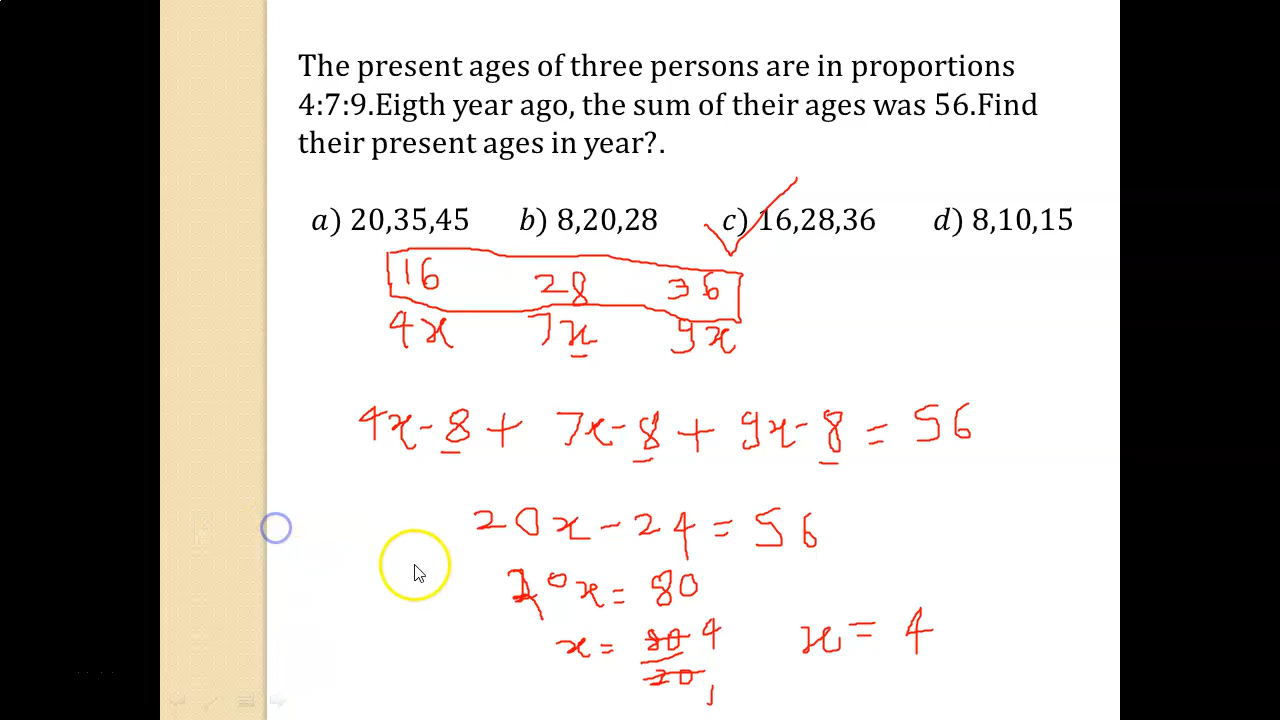 The present ages of three persons are in proportions
4:7:9.Eigth year ago, the sum of their ages was 56.Find
their present ages in year?.
a) 20,35,45 b) 8,20,28 c) 16,28,36 d) 8,10,15
16 28 36
4x 7x 9x
4x - 8 + 7x - 8 + 9x - 8 = 56
20x - 24 = 56
20x = 80
x = 80/20 4 1 x = 4